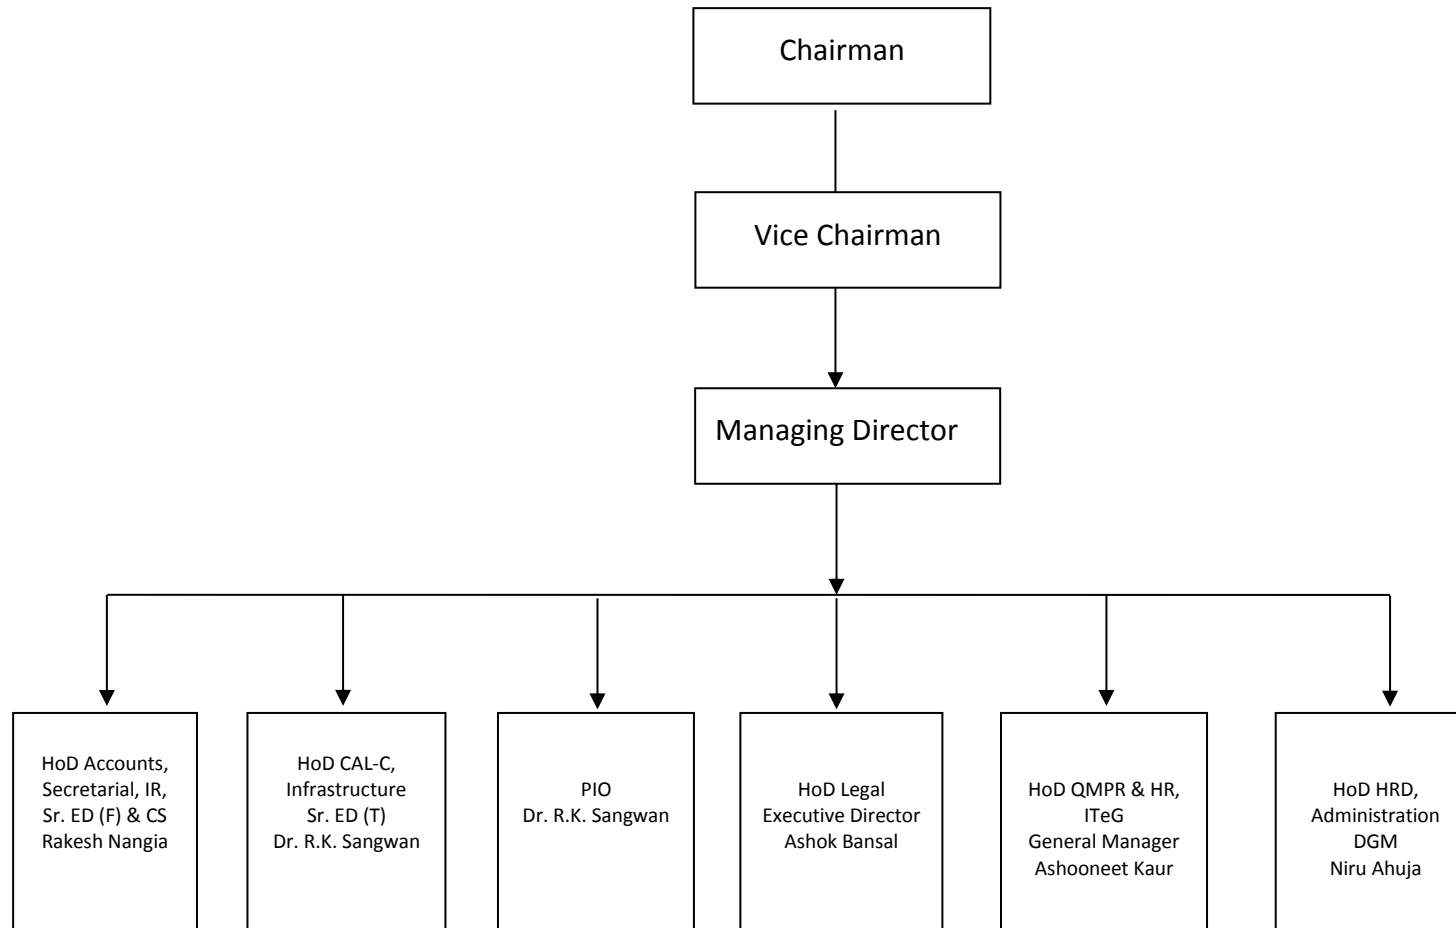 Chairman
Vice Chairman
Managing Director
HoD Accounts,
Secretarial, IR,
Sr. ED (F) & CS
Rakesh Nangia
HoD CAL-C,
Infrastructure
Sr. ED (T)
Dr. R.K. Sangwan
PIO
Dr. R.K. Sangwan
HoD Legal
Executive Director
Ashok Bansal
HoD QMPR & HR,
ITeG
General Manager
Ashooneet Kaur
HoD HRD,
Administration
DGM
Niru Ahuja